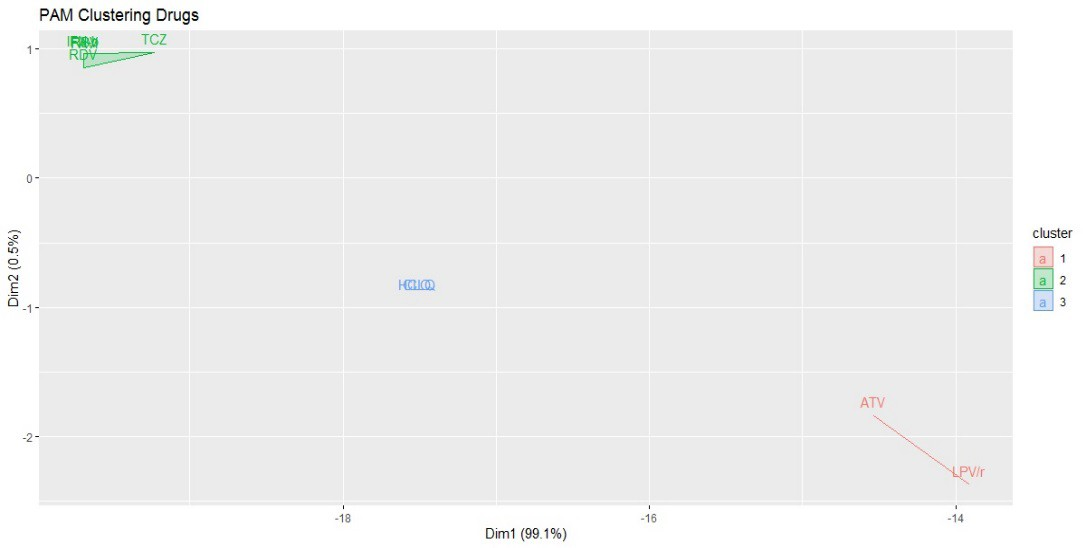 PAM Clustering Drugs
TCZ
RDV
1
0
-1
-2
ATV
LPV/r
-18
-16
-14
Dim1 (99.1%)
Dim2 (0.5%)
cluster
a 1
a 2
a 3